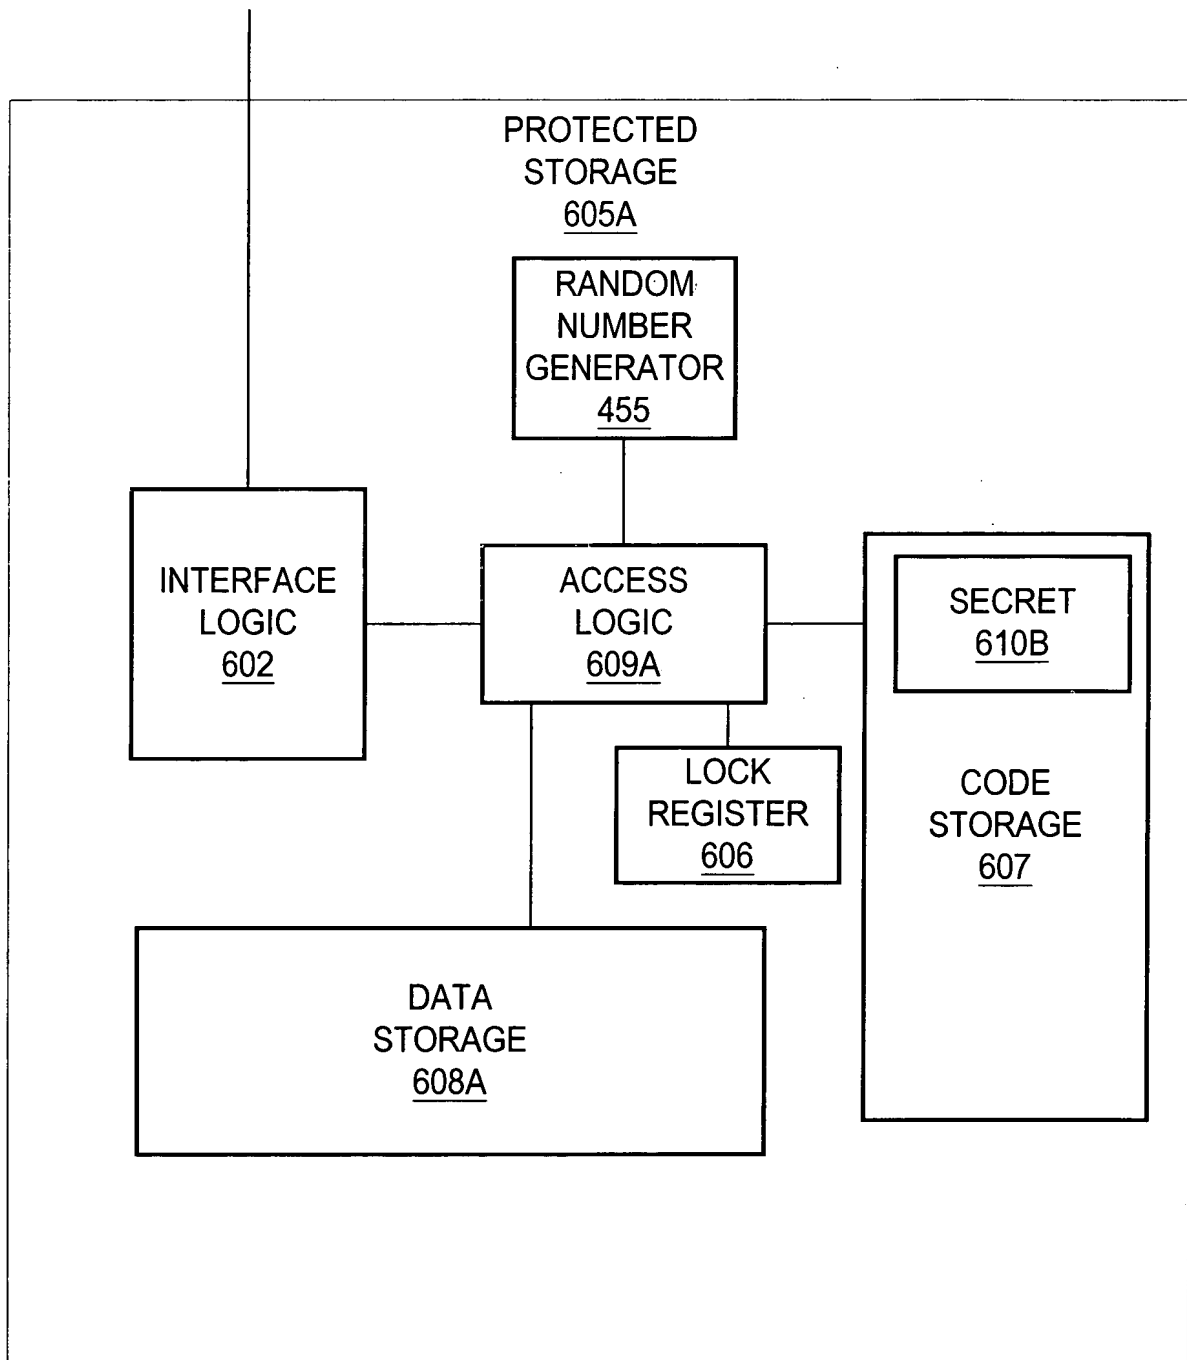 PROTECTED
STORAGE
605A
RANDOM
NUMBER
GENERATOR
455
INTERFACE
LOGIC
602
ACCESS
LOGIC
609A
SECRET
610B
LOCK
REGISTER
606
CODE
STORAGE
607
DATA
STORAGE
608A